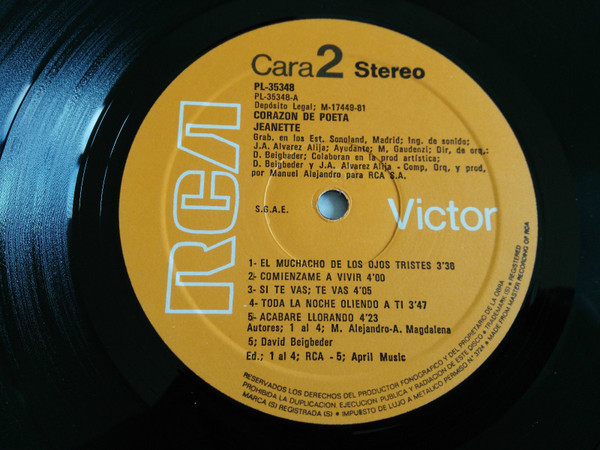 Cara 2 Stereo
PL-35348
PL-35348-A
Depósito Legal; M-17449-81
CORAZON DE POETA
JEANETTE
Grab. en los Est. Sonoland, Madrid; Ing. de sonido;
J.A. Alvarez Alija; Ayudante; M. Gaudenzi; Dir, de orq.:
D. Beigbeder; Colaboran en la prod artística;
D. Beigbeder y J.A. Alvarez Alija - Comp, Orq, y prod,
por Manuel Alejandro para RCA S.A.
RCA
S.G.A.E.
Victor
1- EL MUCHACHO DE LOS OJOS TRISTES 3'36
2- COMIENZAME A VIVIR 4'00
3- SI TE VAS; TE VAS 4'05
4- TODA LA NOCHE OLIENDO A TI 3'47
5- ACABARE LLORANDO 4'23
Autores; 1 al 4; M. Alejandro-A. Magdalena
5; David Beigbeder
Ed.; 1 al 4; RCA - 5; April Music
RESERVADOS LOS DERECHOS DEL PRODUCTOR FONOGRAFICO Y DEL PROPIETARIO DE LA OBRA
PROHIBIDA LA DUPLICACION, EJECUCION PUBLICA Y RADIACION DE ESTE DISCO • TRADEMARK (S) ® REGISTERED
MARCA (S) REGISTRADA (S) • IMPUESTO DE LUJO A METALICO PERMISO N.º 3124 • MADE FROM MASTER RECORDING OF RCA